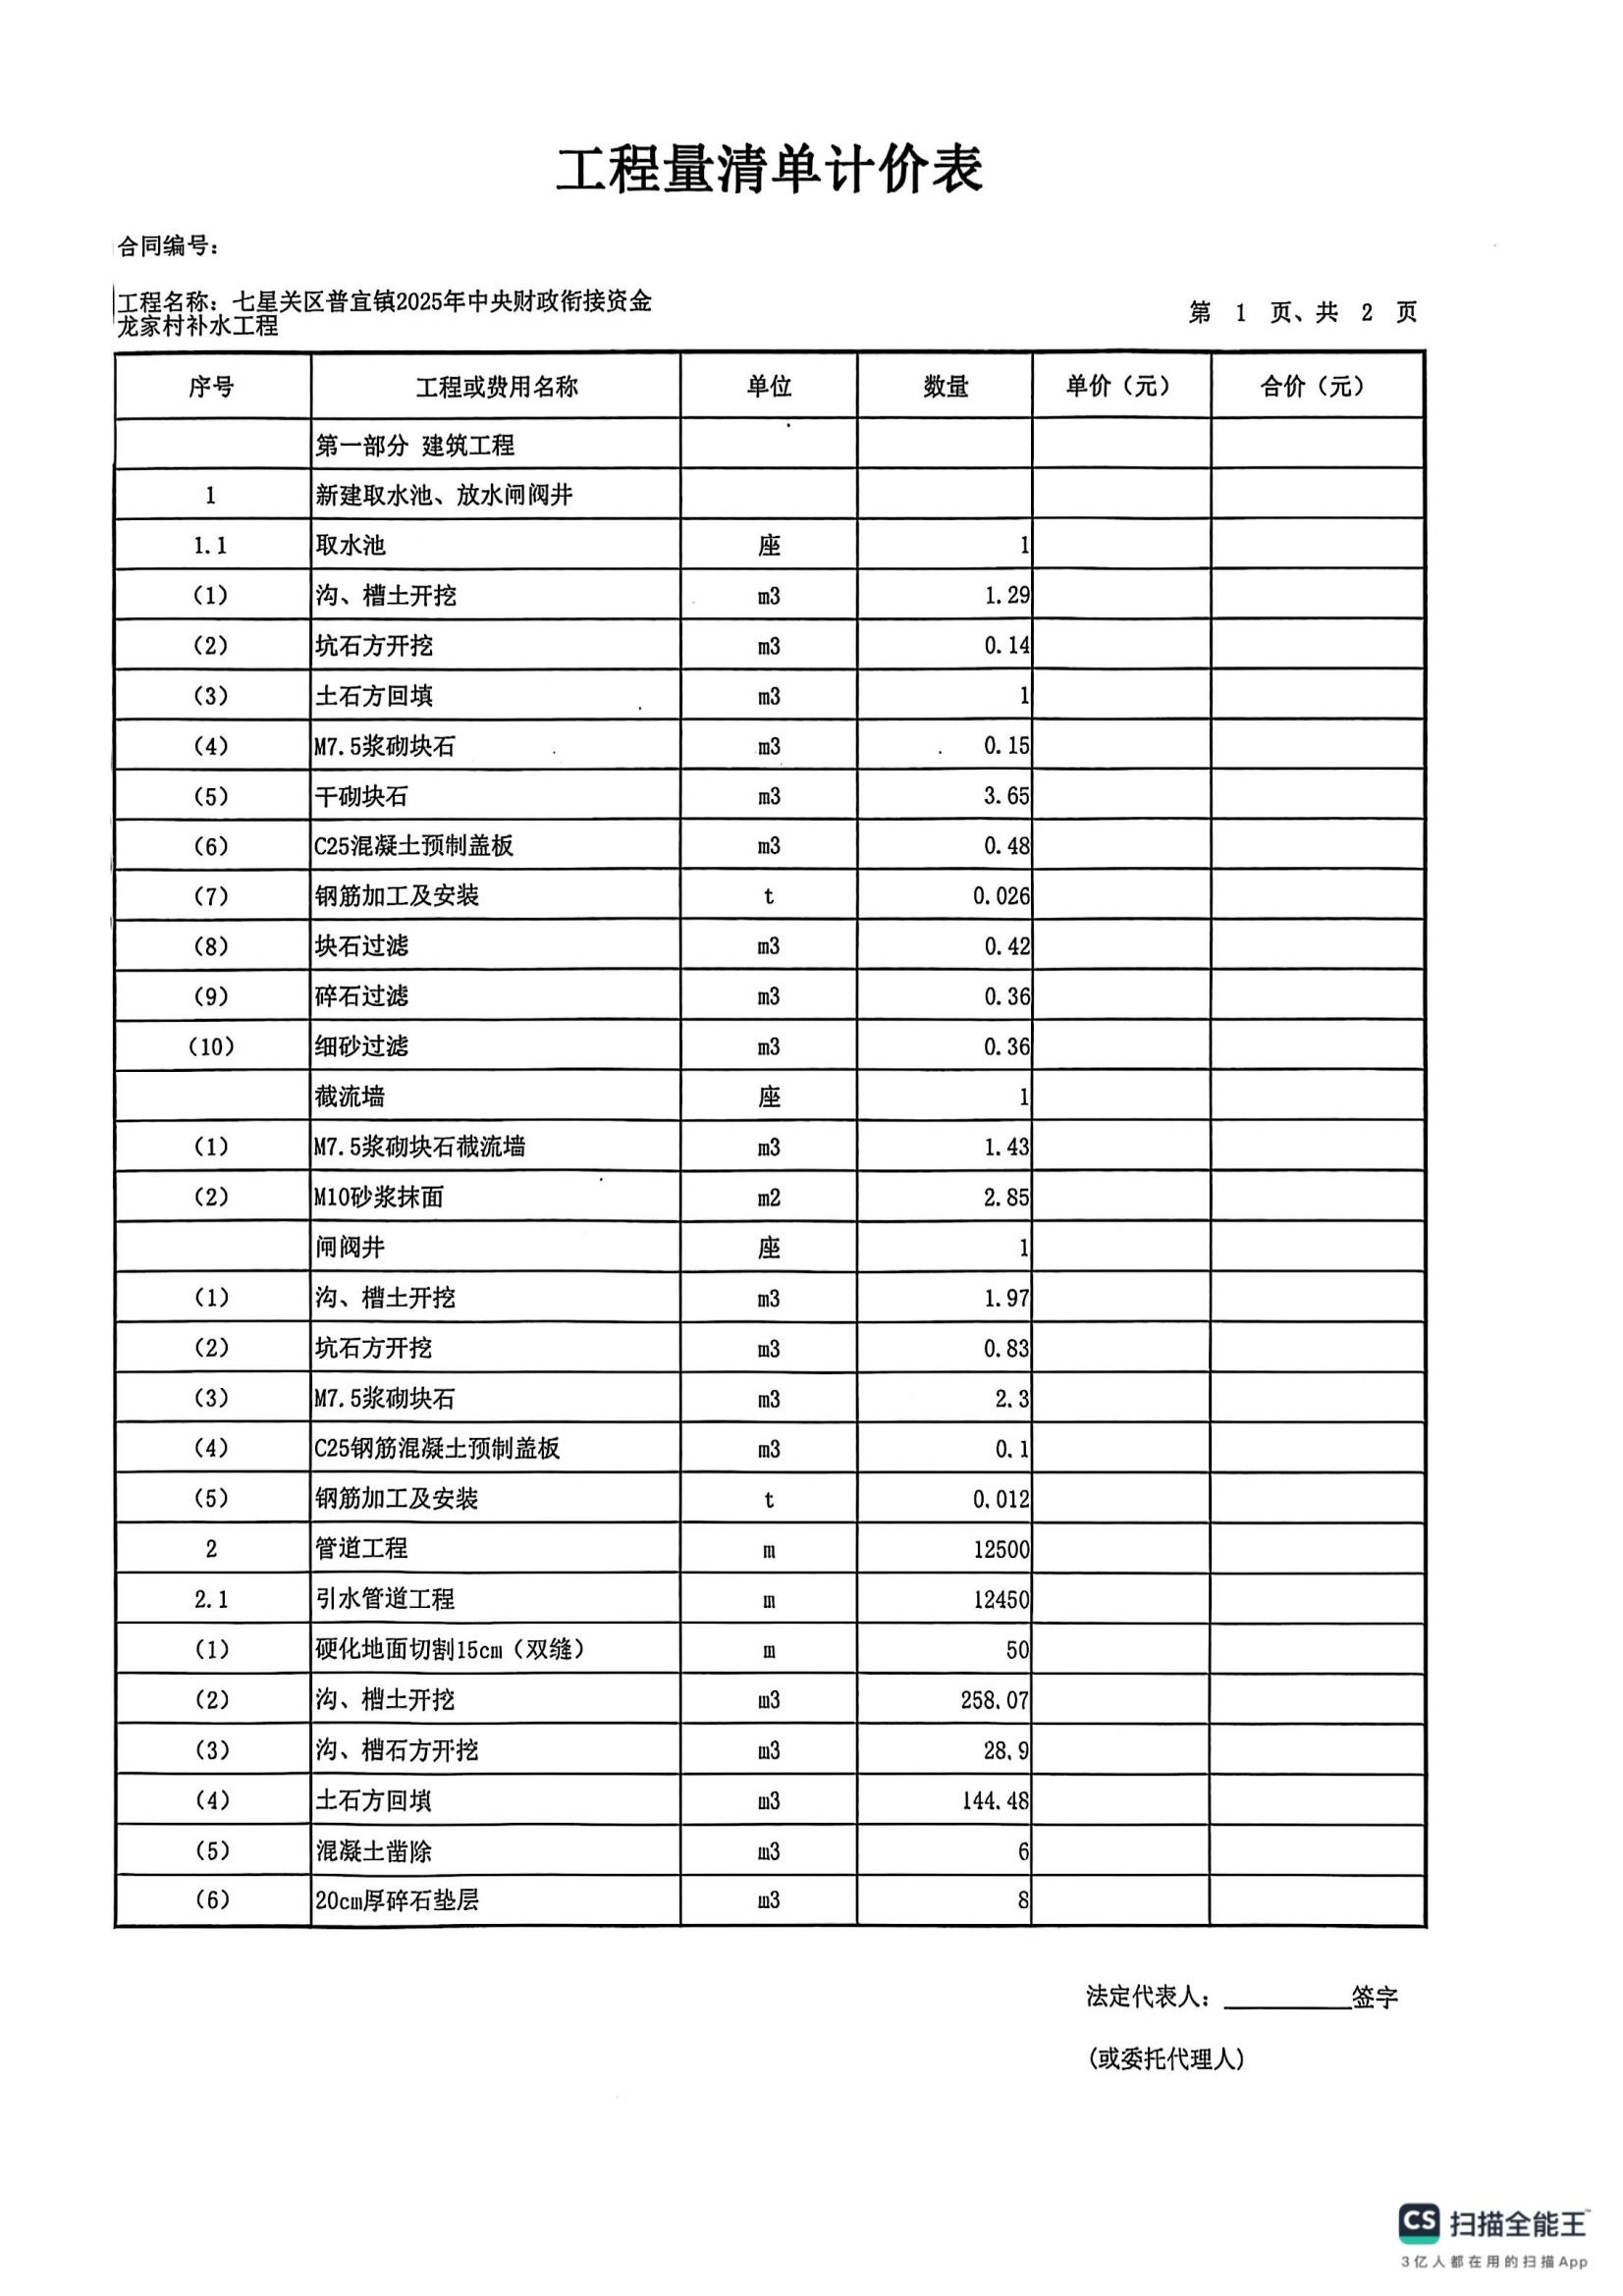 工程量清单计价表
合同编号：
工程名称：七星关区普宜镇2025年中央财政衔接资金
龙家村补水工程
第 1 页、共 2 页
序号 工程或费用名称 单位 数量 单价（元） 合价（元）
第一部分 建筑工程
1 新建取水池、放水闸阀井
1.1 取水池 座 1
（1） 沟、槽土开挖 m3 1.29
（2） 坑石方开挖 m3 0.14
（3） 土石方回填 m3 1
（4） M7.5浆砌块石 m3 0.15
（5） 干砌块石 m3 3.65
（6） C25混凝土预制盖板 m3 0.48
（7） 钢筋加工及安装 t 0.026
（8） 块石过滤 m3 0.42
（9） 碎石过滤 m3 0.36
（10） 细砂过滤 m3 0.36
截流墙 座 1
（1） M7.5浆砌块石截流墙 m3 1.43
（2） M10砂浆抹面 m2 2.85
闸阀井 座 1
（1） 沟、槽土开挖 m3 1.97
（2） 坑石方开挖 m3 0.83
（3） M7.5浆砌块石 m3 2.3
（4） C25钢筋混凝土预制盖板 m3 0.1
（5） 钢筋加工及安装 t 0.012
2 管道工程 m 12500
2.1 引水管道工程 m 12450
（1） 硬化地面切割15cm（双缝） m 50
（2） 沟、槽土开挖 m3 258.07
（3） 沟、槽石方开挖 m3 28.9
（4） 土石方回填 m3 144.48
（5） 混凝土凿除 m3 6
（6） 20cm厚碎石垫层 m3 8
法定代表人：__________签字
(或委托代理人)
CS 扫描全能王™
3亿人都在用的扫描App